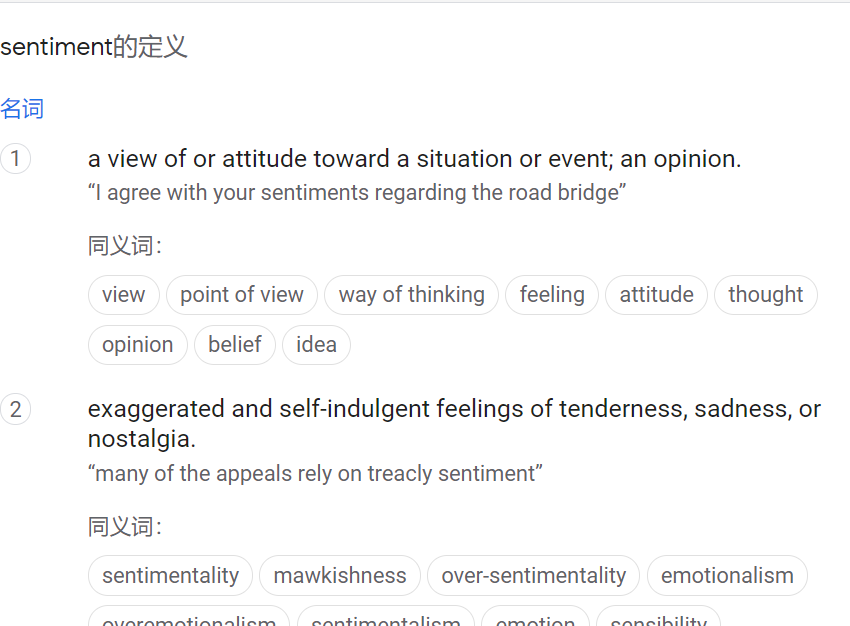 sentiment的定义
名词
1 a view of or attitude toward a situation or event; an opinion.
“I agree with your sentiments regarding the road bridge”
同义词：
view point of view way of thinking feeling attitude thought
opinion belief idea
2 exaggerated and self-indulgent feelings of tenderness, sadness, or
nostalgia.
“many of the appeals rely on treacly sentiment”
同义词：
sentimentality mawkishness over-sentimentality emotionalism
overemotionalism sentimentalism emotion sensibility